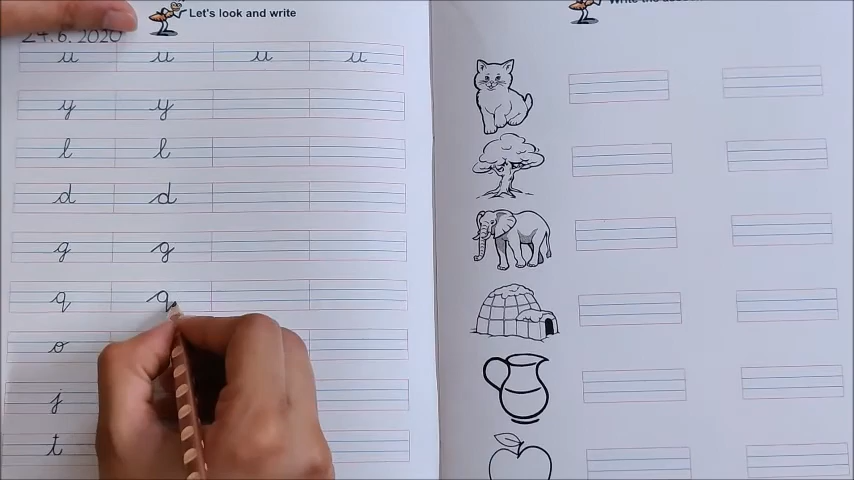 Let's look and write
24.6.2020
u u u u
y y
l l
d d
g g
q q
o
j
t